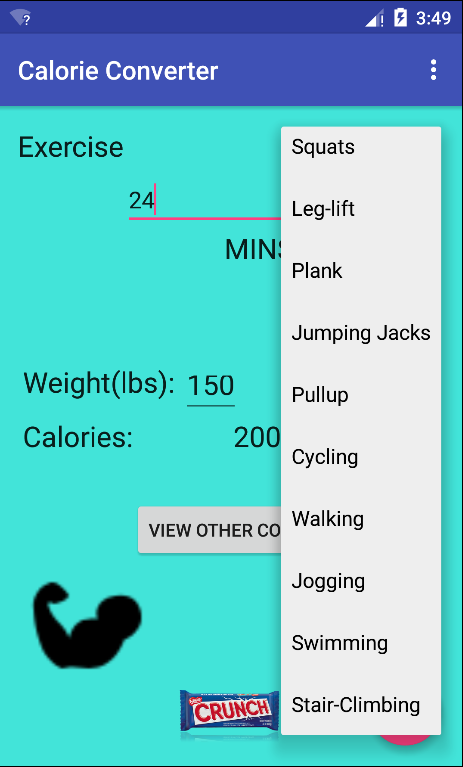 3:49
Calorie Converter
Exercise
24
MINS
Weight(lbs): 150
Calories: 200
VIEW OTHER CO
Nestle
CRUNCH
Squats
Leg-lift
Plank
Jumping Jacks
Pullup
Cycling
Walking
Jogging
Swimming
Stair-Climbing